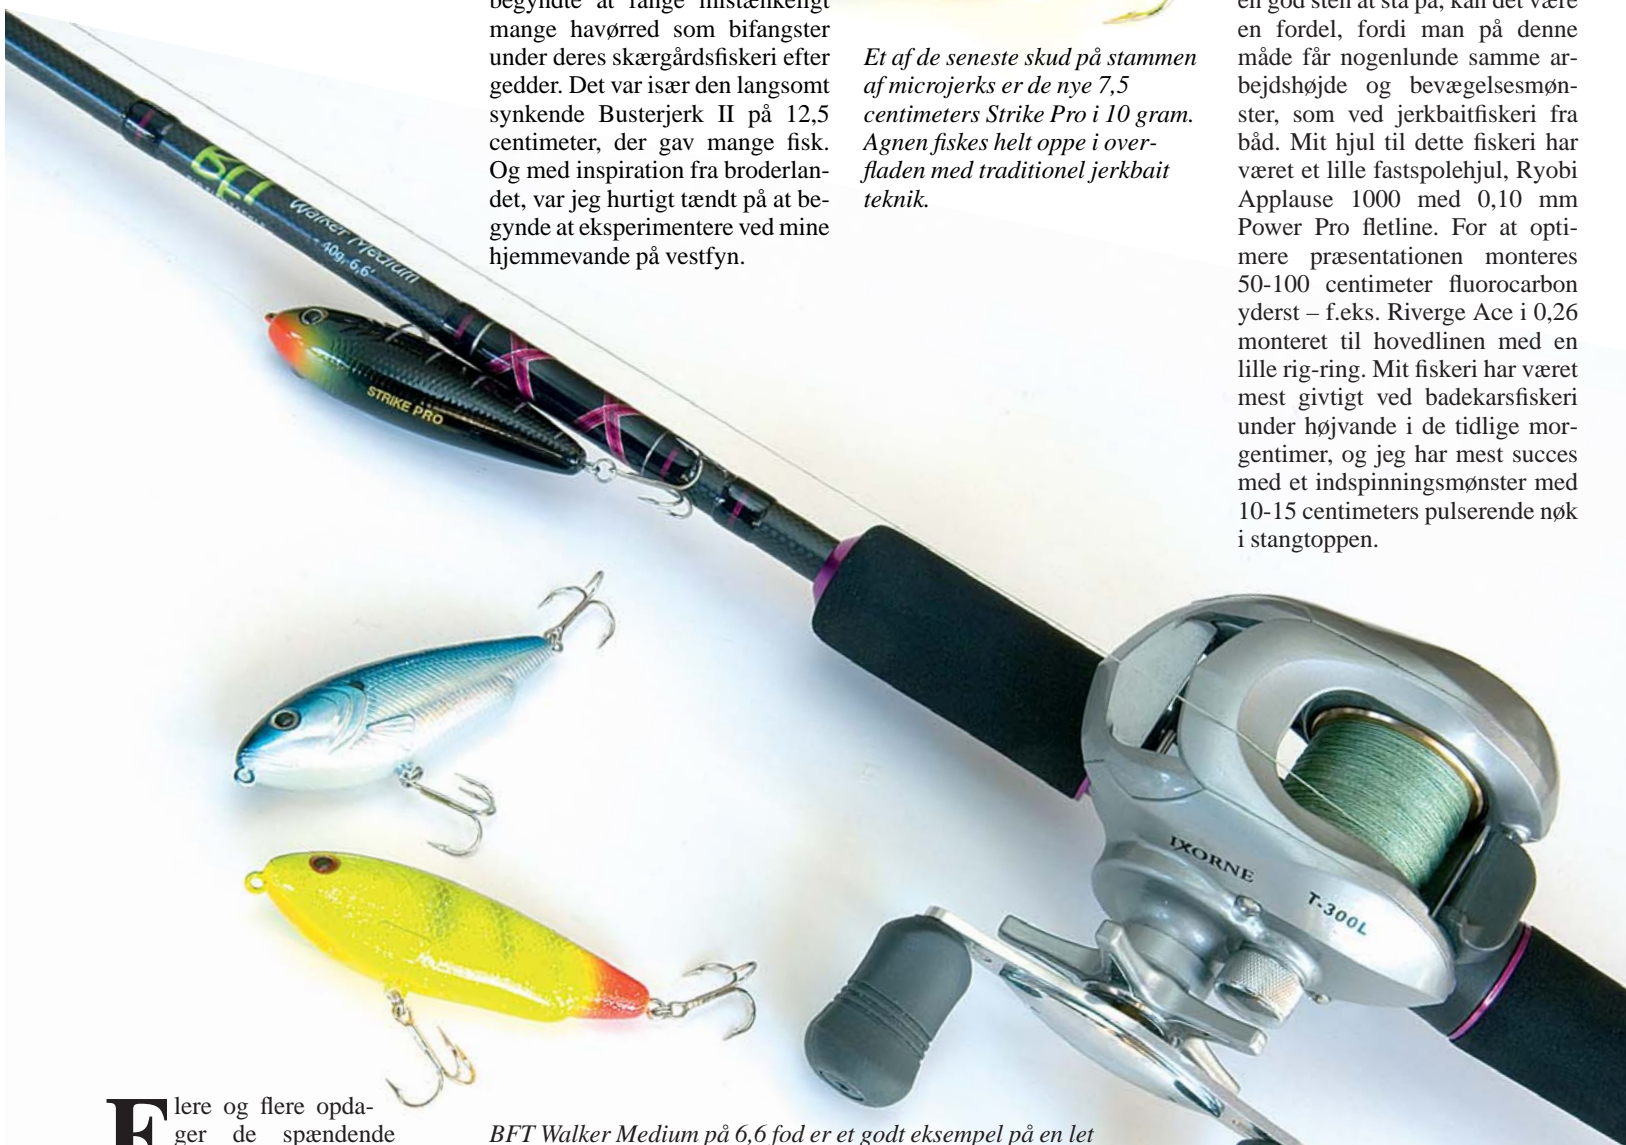 begyndte at fange mistænkeligt
mange havørred som bifangster
under deres skærgårdsfiskeri efter
gedder. Det var især den langsomt
synkende Busterjerk II på 12,5
centimeter, der gav mange fisk.
Og med inspiration fra broderlan-
det, var jeg hurtigt tændt på at be-
gynde at eksperimentere ved mine
hjemmevande på vestfyn.
Et af de seneste skud på stammen
af microjerks er de nye 7,5
centimeters Strike Pro i 10 gram.
Agnen fiskes helt oppe i over-
fladen med traditionel jerkbait
teknik.
en god sten at stå på, kan det være
en fordel, fordi man på denne
måde får nogenlunde samme ar-
bejdshøjde og bevægelsesmøn-
ster, som ved jerkbaitfiskeri fra
båd. Mit hjul til dette fiskeri har
været et lille fastspolehjul, Ryobi
Applause 1000 med 0,10 mm
Power Pro fletline. For at opti-
mere præsentationen monteres
50-100 centimeter fluorocarbon
yderst – f.eks. Riverge Ace i 0,26
monteret til hovedlinen med en
lille rig-ring. Mit fiskeri har været
mest givtigt ved badekarsfiskeri
under højvande i de tidlige mor-
gentimer, og jeg har mest succes
med et indspinningsmønster med
10-15 centimeters pulserende nøk
i stangtoppen.
BFT
Walker Medium
40g, 6,6'
STRIKE PRO
IXORNE
T-300L
Flere og flere opda-
ger de spændende
BFT Walker Medium på 6,6 fod er et godt eksempel på en let